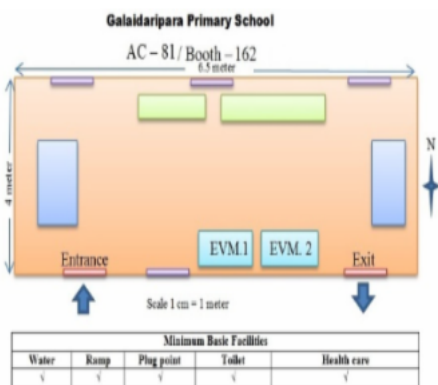 Galaidaripara Primary School
AC – 81/ Booth – 162
6.5 meter
4 meter
N
EVM.1 EVM. 2
Entrance Exit
Scale 1 cm = 1 meter
Minimum Basic Facilities
Water Ramp Plug point Toilet Health care
√ √ √ √ √